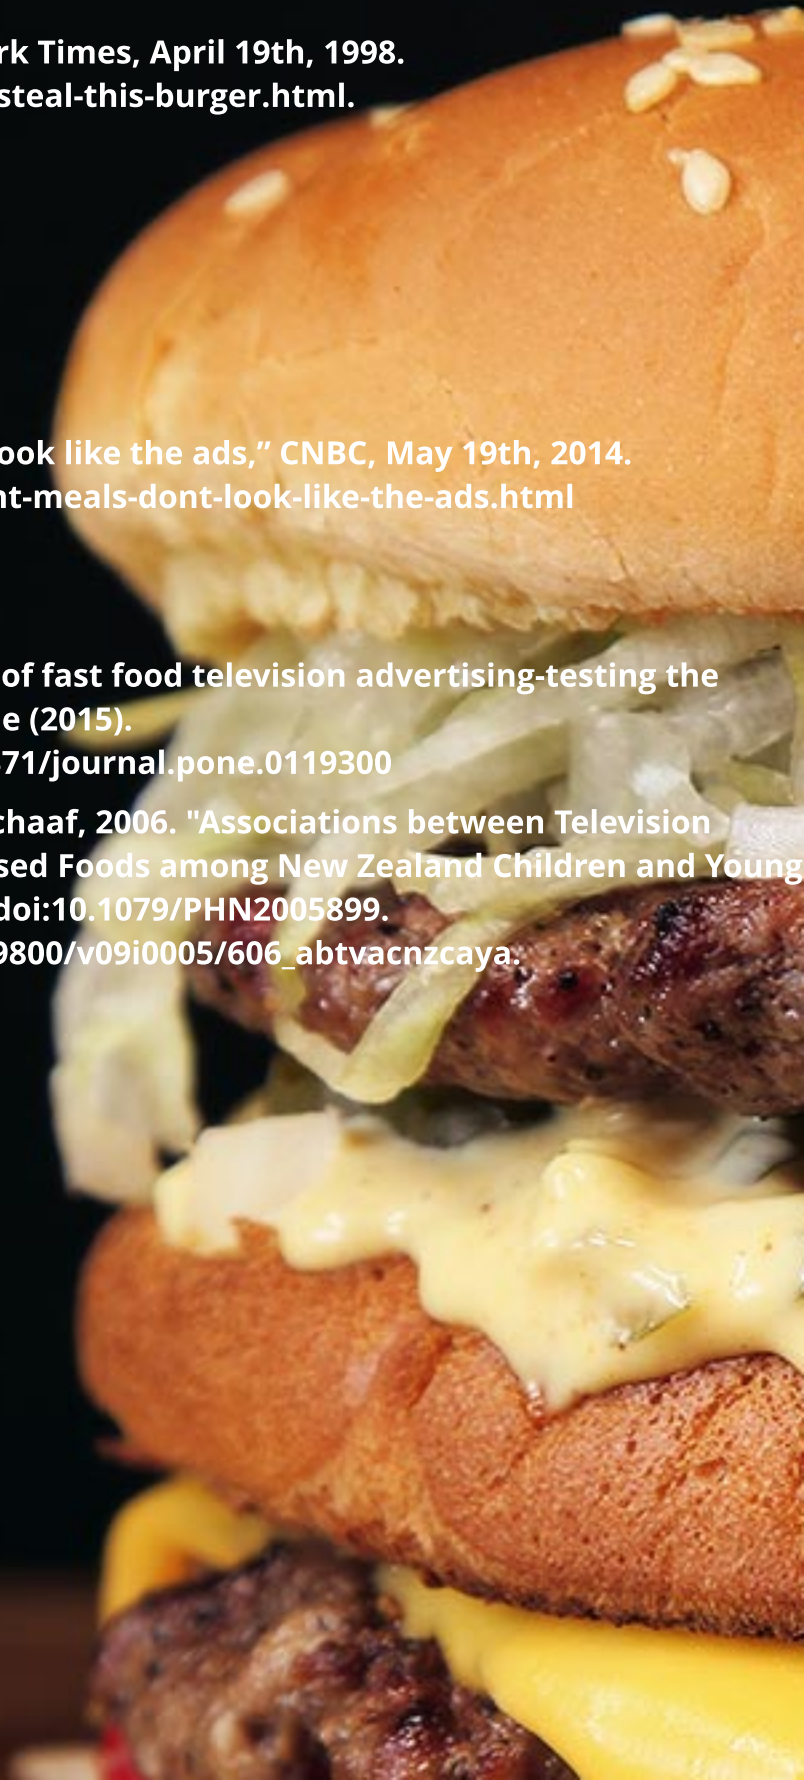 rk Times, April 19th, 1998.
steal-this-burger.html.
ook like the ads,” CNBC, May 19th, 2014.
nt-meals-dont-look-like-the-ads.html
of fast food television advertising-testing the
e (2015).
371/journal.pone.0119300
chaaf, 2006. "Associations between Television
sed Foods among New Zealand Children and Young
doi:10.1079/PHN2005899.
9800/v09i0005/606_abtvacnzcaya.